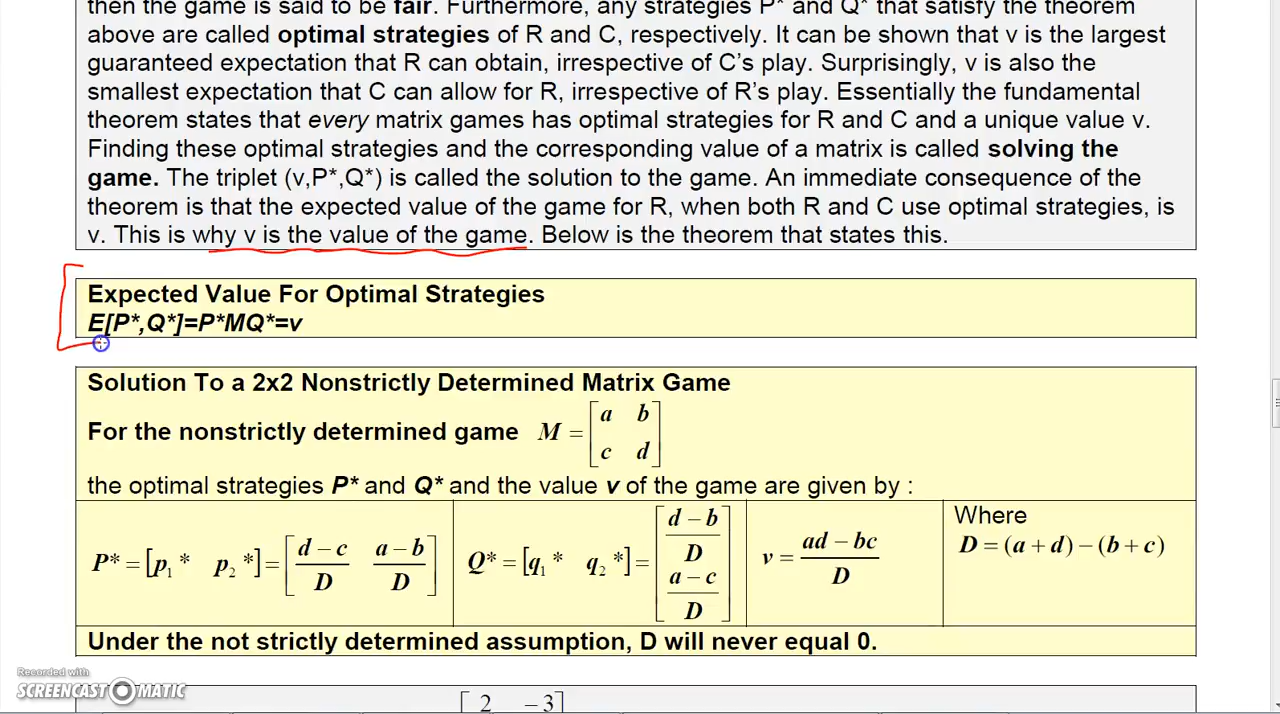 then the game is said to be fair. Furthermore, any strategies P* and Q* that satisfy the theorem
above are called optimal strategies of R and C, respectively. It can be shown that v is the largest
guaranteed expectation that R can obtain, irrespective of C's play. Surprisingly, v is also the
smallest expectation that C can allow for R, irrespective of R's play. Essentially the fundamental
theorem states that every matrix games has optimal strategies for R and C and a unique value v.
Finding these optimal strategies and the corresponding value of a matrix is called solving the
game. The triplet (v,P*,Q*) is called the solution to the game. An immediate consequence of the
theorem is that the expected value of the game for R, when both R and C use optimal strategies, is
v. This is why v is the value of the game. Below is the theorem that states this.
Expected Value For Optimal Strategies
E[P*,Q*]=P*MQ*=v
Solution To a 2x2 Nonstrictly Determined Matrix Game
For the nonstrictly determined game M = [a b
c d]
the optimal strategies P* and Q* and the value v of the game are given by :
P* = [p₁* p₂*] = [(d – c)/D (a – b)/D]
Q* = [q₁* q₂*] = [(d – b)/D
(a – c)/D]
v = (ad – bc)/D
Where
D = (a + d) – (b + c)
Under the not strictly determined assumption, D will never equal 0.
Recorded with
SCREENCAST O MATIC
[2 –3]